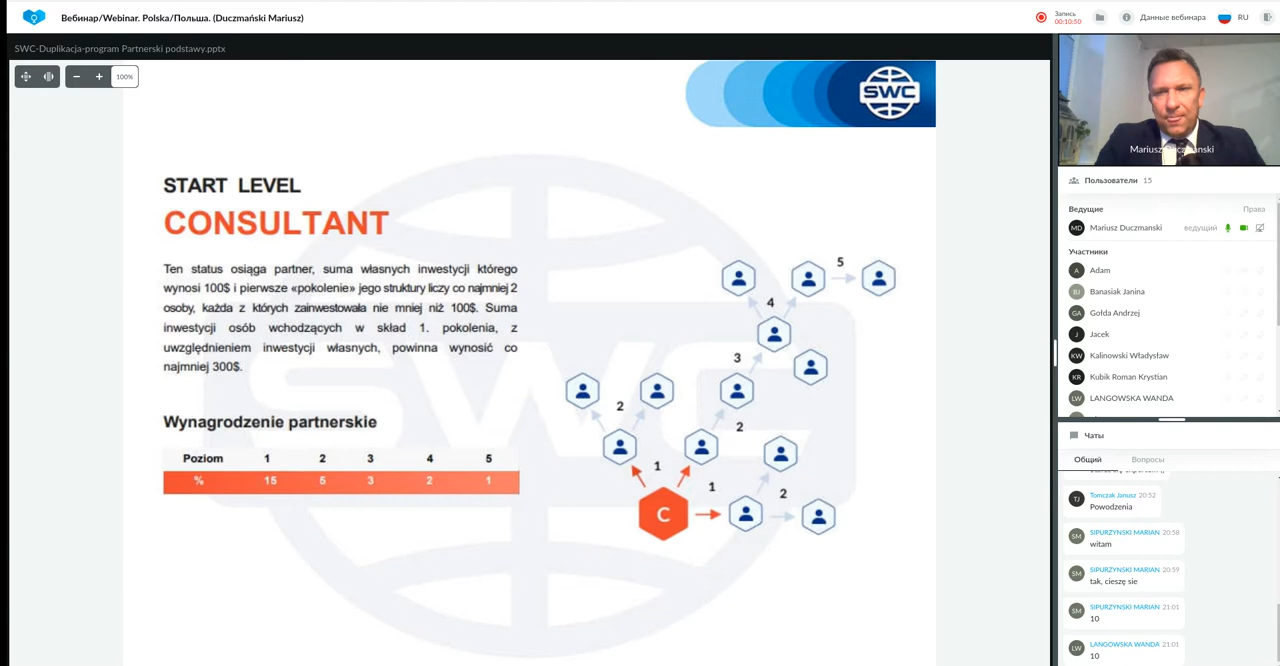 Вебинар/Webinar. Polska/Польша. (Duczmański Mariusz)
Запись
00:10:50
Данные вебинара
RU
SWC-Duplikacja-program Partnerski podstawy.pptx
100%
SWC
START LEVEL
CONSULTANT
Ten status osiąga partner, suma własnych inwestycji którego
wynosi 100$ i pierwsze «pokolenie» jego struktury liczy co najmniej 2
osoby, każda z których zainwestowała nie mniej niż 100$. Suma
inwestycji osób wchodzących w skład 1. pokolenia, z
uwzględnieniem inwestycji własnych, powinna wynosić co
najmniej 300$.
Wynagrodzenie partnerskie
Poziom 1 2 3 4 5
% 15 5 3 2 1
5
4
3
2
2
1
1
2
C
SWC
Mariusz Duczmanski
Пользователи 15
Ведущие Права
MD Mariusz Duczmanski ведущий
Участники
A Adam
BJ Banasiak Janina
GA Gołda Andrzej
J Jacek
KW Kalinowski Władysław
KR Kubik Roman Krystian
LW LANGOWSKA WANDA
Чаты
Общий Вопросы
TJ Tomczak Janusz 20:52
Powodzenia
SM SIPURZYNSKI MARIAN 20:58
witam
SM SIPURZYNSKI MARIAN 20:59
tak, cieszę sie
SM SIPURZYNSKI MARIAN 21:01
10
LW LANGOWSKA WANDA 21:01
10